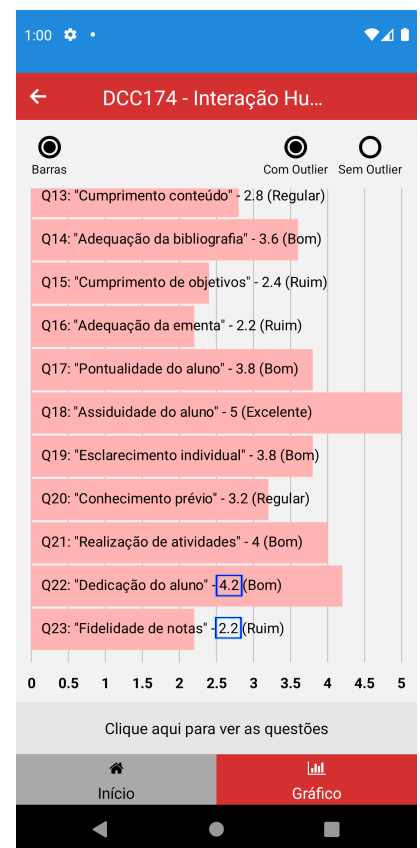 1:00
DCC174 - Interação Hu...
Barras
Com Outlier Sem Outlier
Q13: "Cumprimento conteúdo" - 2.8 (Regular)
Q14: "Adequação da bibliografia" - 3.6 (Bom)
Q15: "Cumprimento de objetivos" - 2.4 (Ruim)
Q16: "Adequação da ementa" - 2.2 (Ruim)
Q17: "Pontualidade do aluno" - 3.8 (Bom)
Q18: "Assiduidade do aluno" - 5 (Excelente)
Q19: "Esclarecimento individual" - 3.8 (Bom)
Q20: "Conhecimento prévio" - 3.2 (Regular)
Q21: "Realização de atividades" - 4 (Bom)
Q22: "Dedicação do aluno" - 4.2 (Bom)
Q23: "Fidelidade de notas" - 2.2 (Ruim)
0 0.5 1 1.5 2 2.5 3 3.5 4 4.5 5
Clique aqui para ver as questões
Início
Gráfico